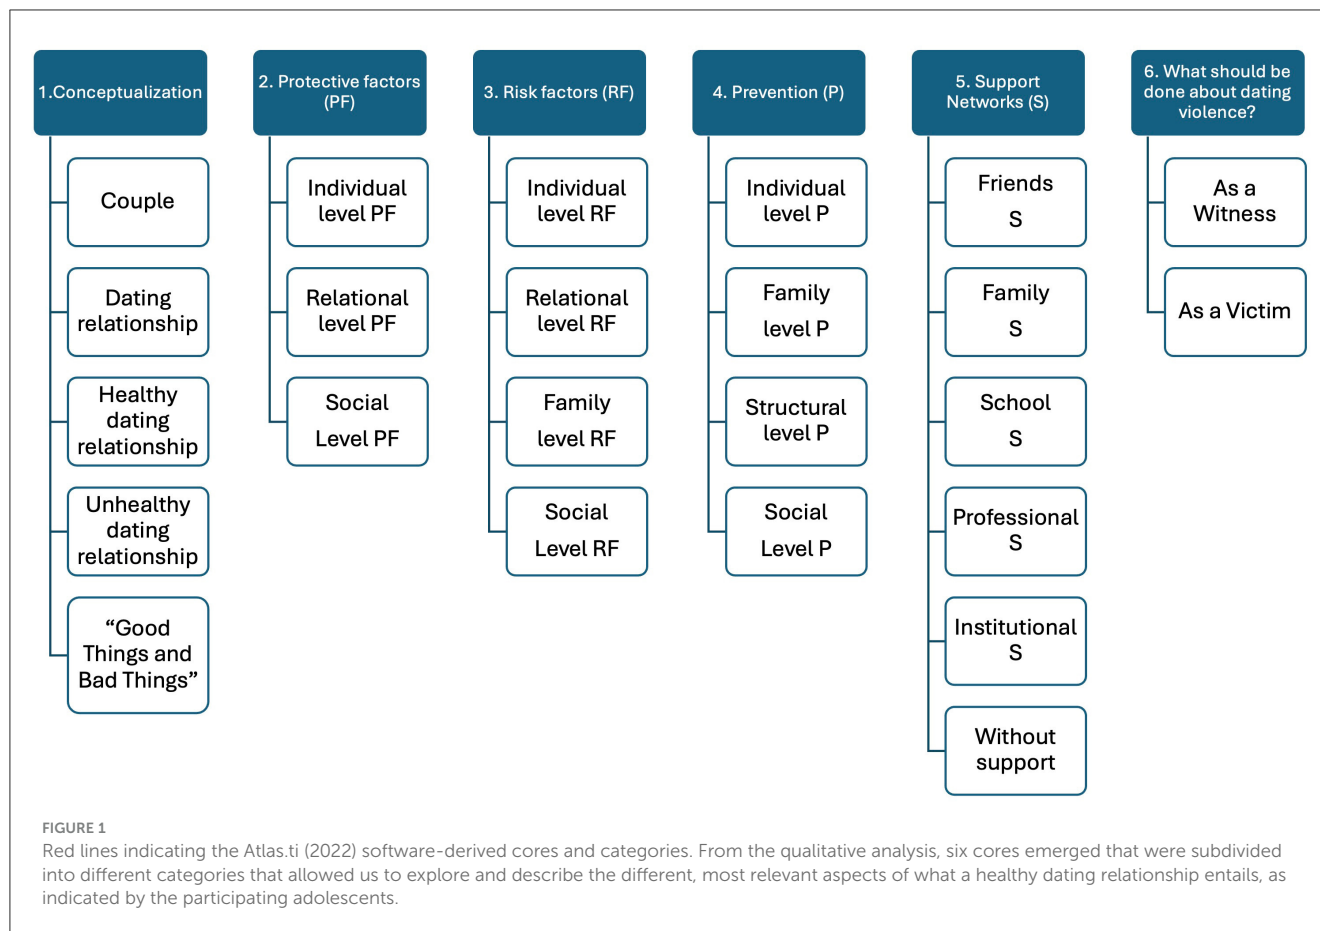 1.Conceptualization
Couple
Dating
relationship
Healthy
dating
relationship
Unhealthy
dating
relationship
“Good
Things and
Bad Things”
2. Protective factors
(PF)
Individual
level PF
Relational
level PF
Social
Level PF
3. Risk factors (RF)
Individual
level RF
Relational
level RF
Family
level RF
Social
Level RF
4. Prevention (P)
Individual
level P
Family
level P
Structural
level P
Social
Level P
5. Support
Networks (S)
Friends
S
Family
S
School
S
Professional
S
Institutional
S
Without
support
6. What should be
done about dating
violence?
As a
Witness
As a Victim
FIGURE 1
Red lines indicating the Atlas.ti (2022) software-derived cores and categories. From the qualitative analysis, six cores emerged that were subdivided
into different categories that allowed us to explore and describe the different, most relevant aspects of what a healthy dating relationship entails, as
indicated by the participating adolescents.